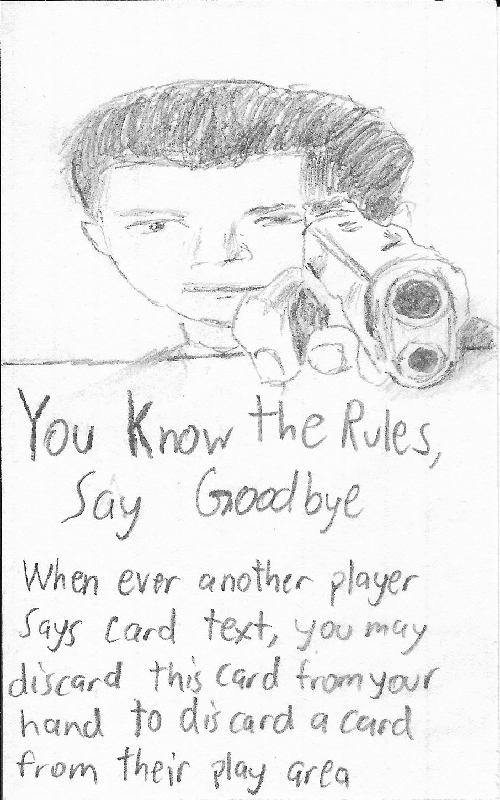 You Know the Rules,
Say Goodbye
When ever another player
Says card text, you may
discard this card from your
hand to discard a card
from their play area